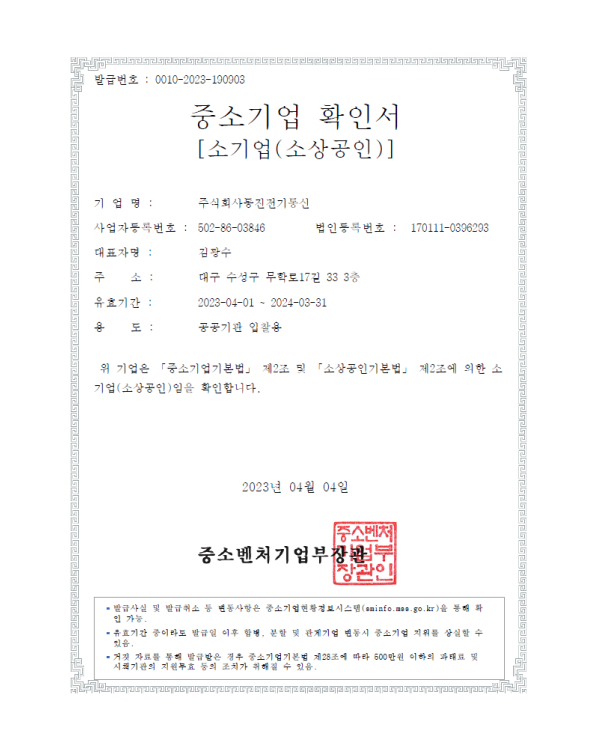 발급번호 : 0010-2023-190903
중소기업 확인서
[소기업(소상공인)]
기 업 명 : 주식회사동진전기통신
사업자등록번호 : 502-86-03846 법인등록번호 : 170111-0396293
대표자명 : 김광수
주 소 : 대구 수성구 무학로17길 33 3층
유효기간 : 2023-04-01 ~ 2024-03-31
용 도 : 공공기관 입찰용
위 기업은 「중소기업기본법」 제2조 및 「소상공인기본법」 제2조에 의한 소
기업(소상공인)임을 확인합니다.
2023년 04월 04일
중소벤처기업부장관
중소벤처
기업부
장관인
• 발급사실 및 발급취소 등 변동사항은 중소기업현황정보시스템(sminfo.mss.go.kr)을 통해 확
인 가능.
• 유효기간 중이라도 발급일 이후 합병, 분할 및 관계기업 변동시 중소기업 지위를 상실할 수
있음.
• 거짓 자료를 통해 발급받은 경우 중소기업기본법 제28조에 따라 500만원 이하의 과태료 및
시책기관의 지원무효 등의 조치가 취해질 수 있음.